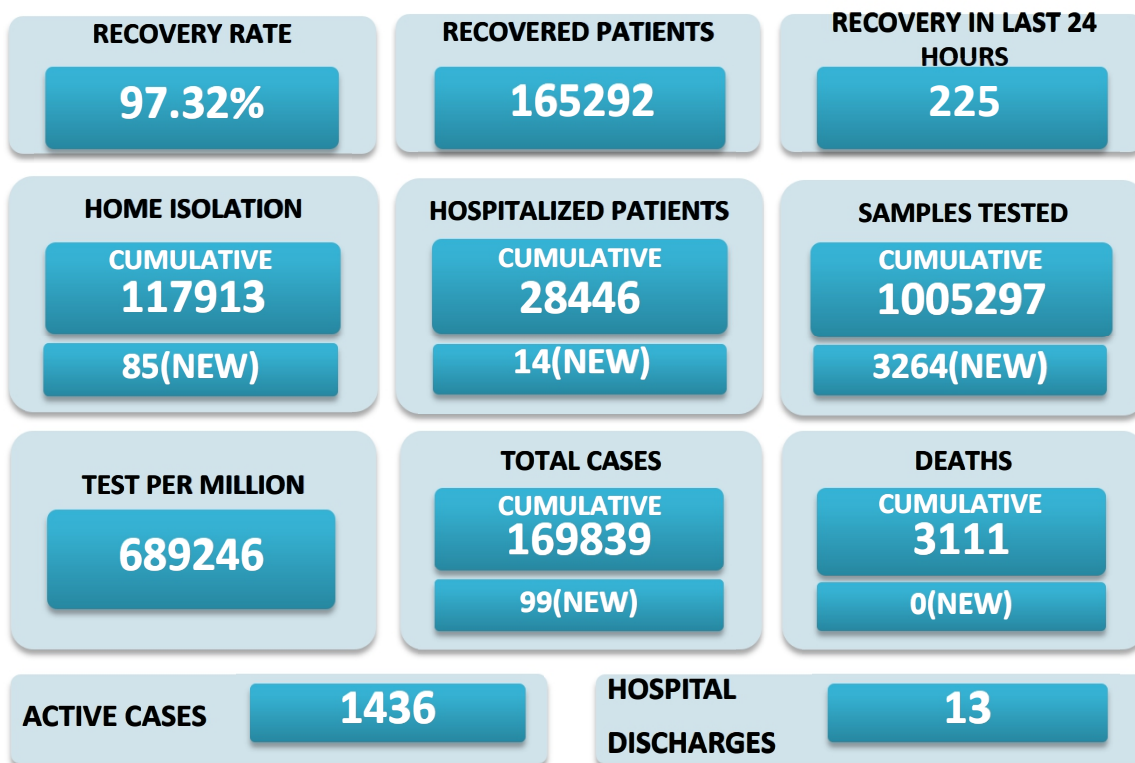 RECOVERY RATE
97.32%
RECOVERED PATIENTS
165292
RECOVERY IN LAST 24
HOURS
225
HOME ISOLATION
CUMULATIVE
117913
85(NEW)
HOSPITALIZED PATIENTS
CUMULATIVE
28446
14(NEW)
SAMPLES TESTED
CUMULATIVE
1005297
3264(NEW)
TEST PER MILLION
689246
TOTAL CASES
CUMULATIVE
169839
99(NEW)
DEATHS
CUMULATIVE
3111
0(NEW)
ACTIVE CASES
1436
HOSPITAL
DISCHARGES
13